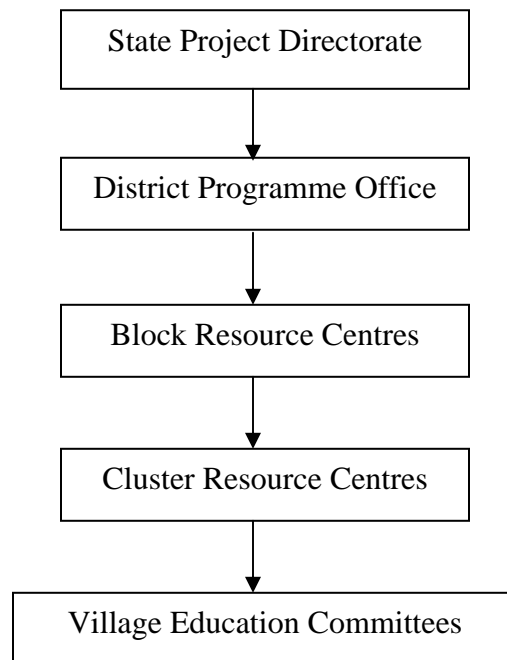 State Project Directorate
District Programme Office
Block Resource Centres
Cluster Resource Centres
Village Education Committees